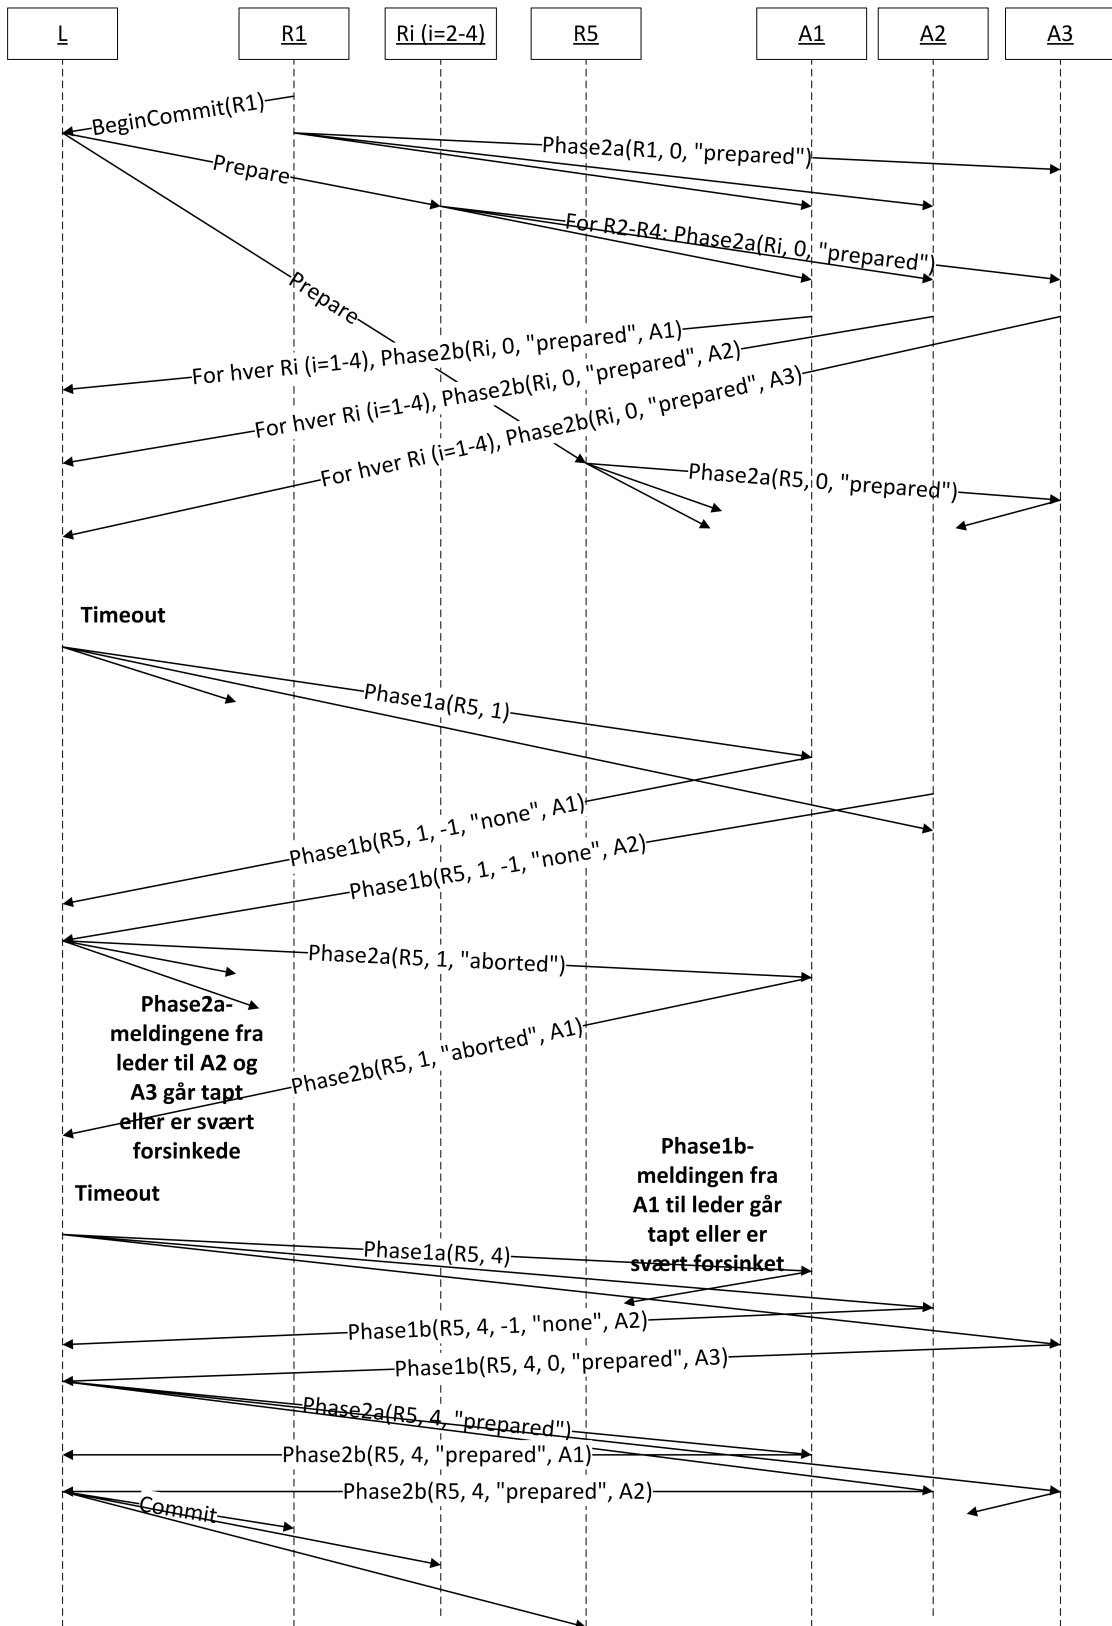 L
R1
Ri (i=2-4)
R5
A1
A2
A3
BeginCommit(R1)
Phase2a(R1, 0, "prepared")
Prepare
For R2-R4: Phase2a(Ri, 0, "prepared")
Prepare
For hver Ri (i=1-4), Phase2b(Ri, 0, "prepared", A1)
For hver Ri (i=1-4), Phase2b(Ri, 0, "prepared", A2)
For hver Ri (i=1-4), Phase2b(Ri, 0, "prepared", A3)
Phase2a(R5, 0, "prepared")
Timeout
Phase1a(R5, 1)
Phase1b(R5, 1, -1, "none", A1)
Phase1b(R5, 1, -1, "none", A2)
Phase2a(R5, 1, "aborted")
Phase2a-
meldingene fra
leder til A2 og
A3 går tapt
eller er svært
forsinkede
Phase2b(R5, 1, "aborted", A1)
Phase1b-
meldingen fra
A1 til leder går
tapt eller er
svært forsinket
Timeout
Phase1a(R5, 4)
Phase1b(R5, 4, -1, "none", A2)
Phase1b(R5, 4, 0, "prepared", A3)
Phase2a(R5, 4, "prepared")
Phase2b(R5, 4, "prepared", A1)
Phase2b(R5, 4, "prepared", A2)
Commit